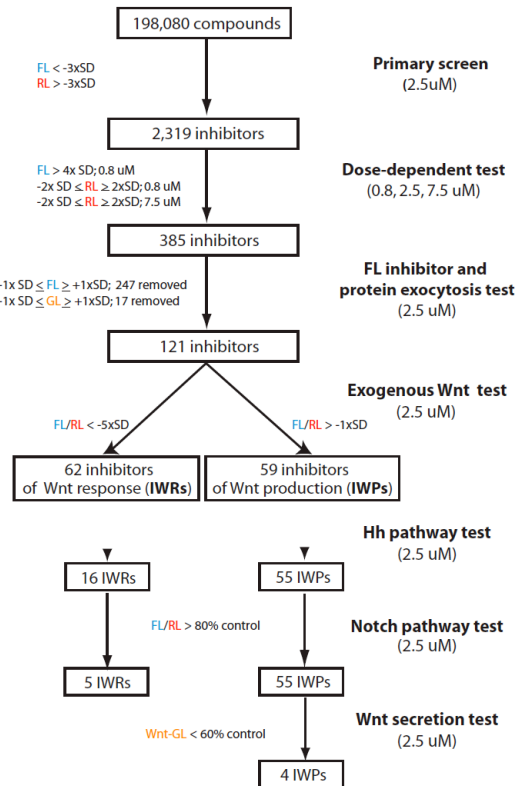 198,080 compounds
FL < -3xSD
RL > -3xSD
Primary screen
(2.5uM)
2,319 inhibitors
FL > 4x SD; 0.8 uM
-2x SD ≤ RL ≥ 2xSD; 0.8 uM
-2x SD ≤ RL ≥ 2xSD; 7.5 uM
Dose-dependent test
(0.8, 2.5, 7.5 uM)
385 inhibitors
-1x SD ≤ FL ≥ +1xSD; 247 removed
-1x SD ≤ GL ≥ +1xSD; 17 removed
FL inhibitor and
protein exocytosis test
(2.5 uM)
121 inhibitors
Exogenous Wnt test
(2.5 uM)
FL/RL < -5xSD
FL/RL > -1xSD
62 inhibitors
of Wnt response (IWRs)
59 inhibitors
of Wnt production (IWPs)
Hh pathway test
(2.5 uM)
16 IWRs
55 IWPs
FL/RL > 80% control
Notch pathway test
(2.5 uM)
5 IWRs
55 IWPs
Wnt-GL < 60% control
Wnt secretion test
(2.5 uM)
4 IWPs